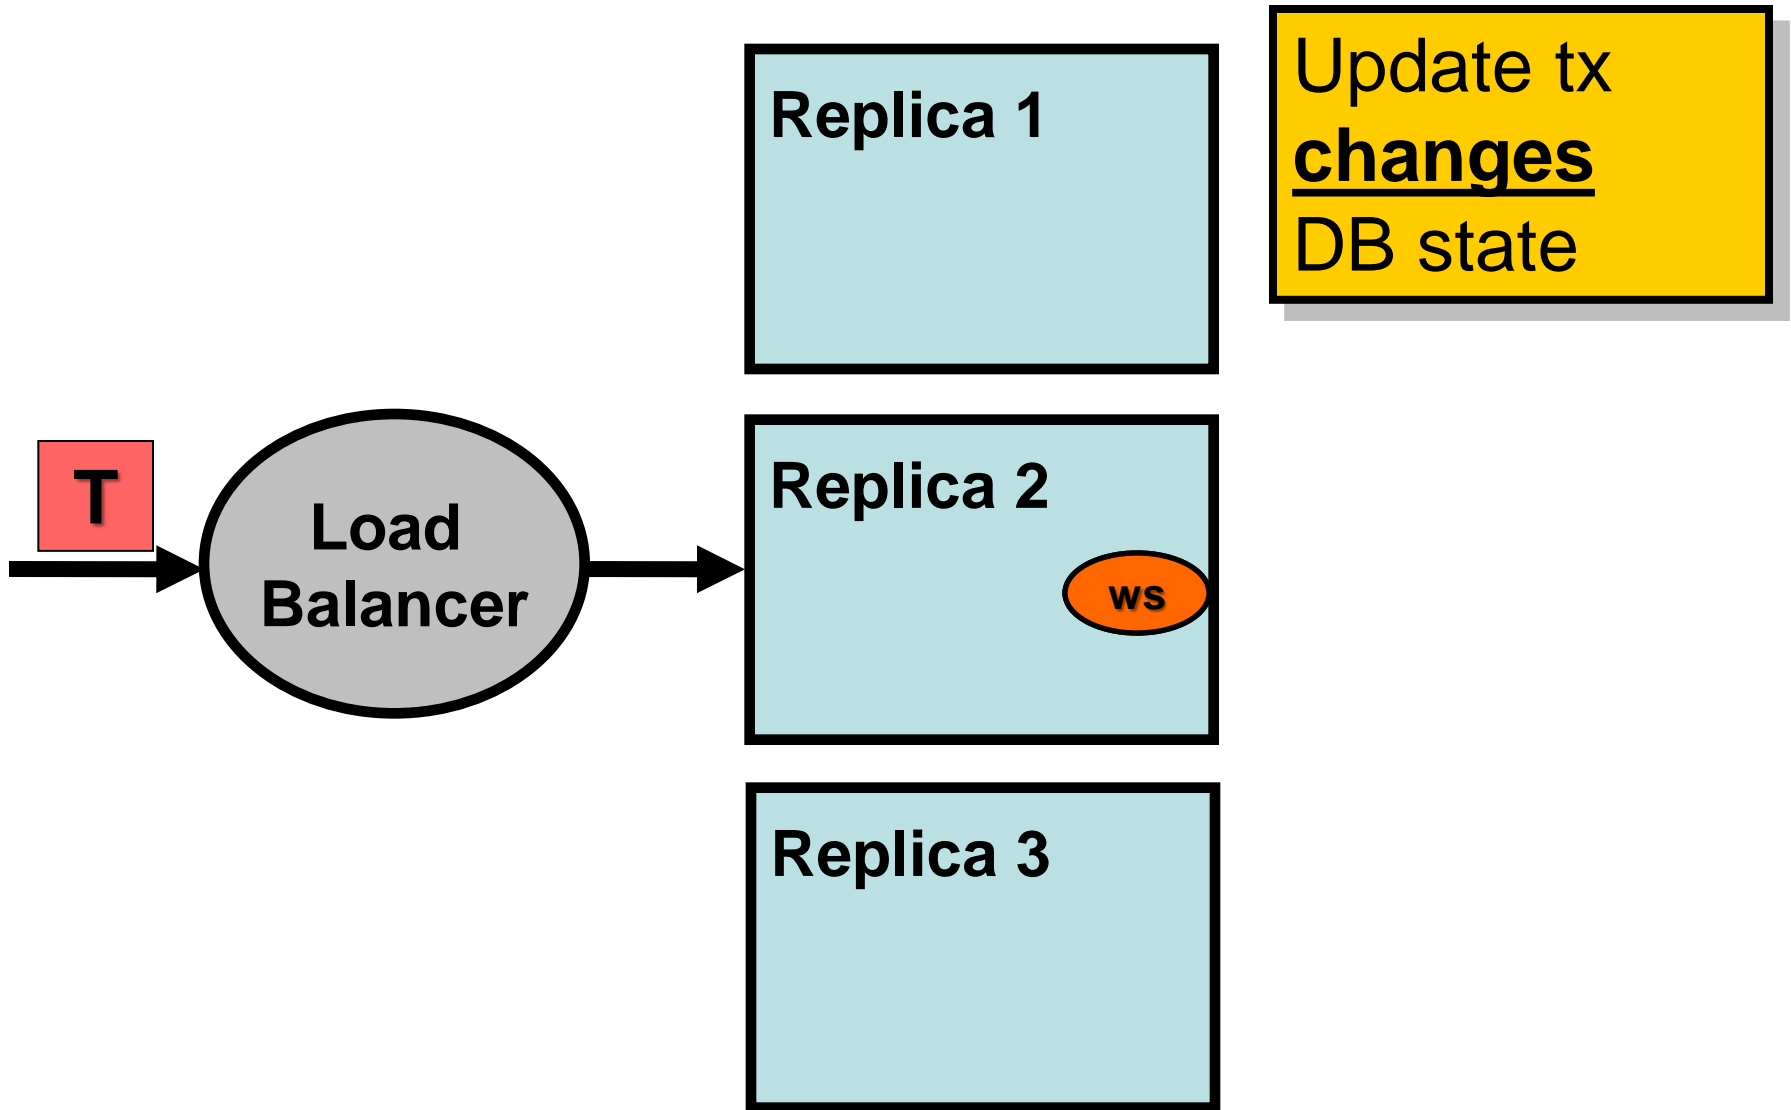 Replica 1
Update tx
changes
DB state
T
Load
Balancer
Replica 2
ws
Replica 3